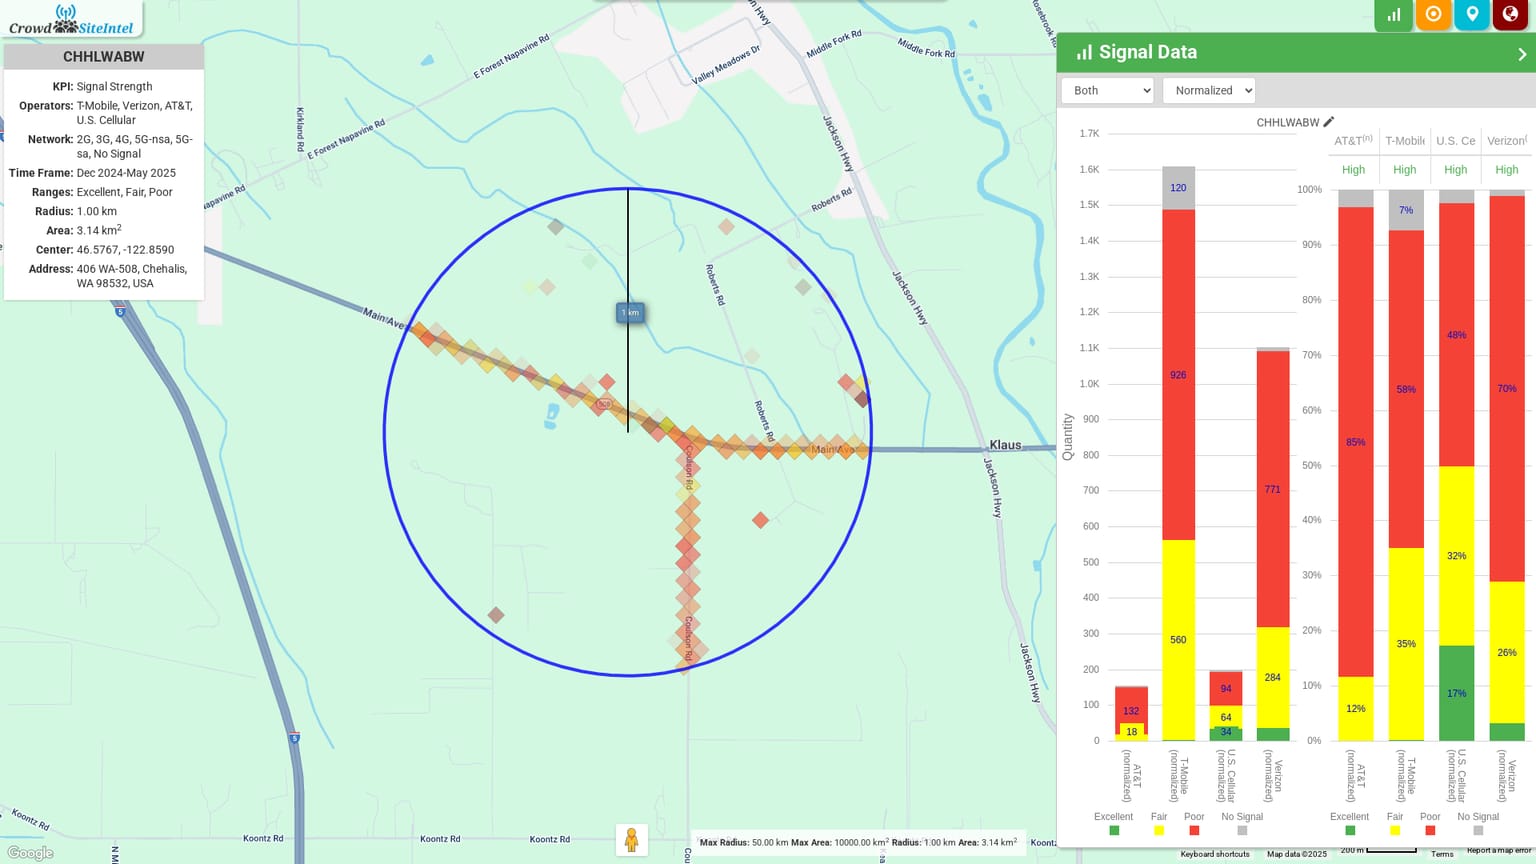 Crowd SiteIntel
CHHLWABW
KPI: Signal Strength
Operators: T-Mobile, Verizon, AT&T,
U.S. Cellular
Network: 2G, 3G, 4G, 5G-nsa, 5G-
sa, No Signal
Time Frame: Dec 2024-May 2025
Ranges: Excellent, Fair, Poor
Radius: 1.00 km
Area: 3.14 km²
Center: 46.5767, -122.8590
Address: 406 WA-508, Chehalis,
WA 98532, USA
E Forest Napavine Rd
Kirkland Rd
E Forest Napavine Rd
Napavine Rd
Valley Meadows Dr
Middle Fork Rd
Middle Fork Rd
Rosebrook Rd
Jackson Hwy
Roberts Rd
Roberts Rd
Jackson Hwy
1 km
Main Ave
5
508
Roberts Rd
Main Ave
Klaus
Coulson Rd
Jackson Hwy
Coulson Rd
Jackson Hwy
5
Koontz Rd
Koontz Rd
Koontz Rd
Koontz Rd
Google
Max Radius: 50.00 km Max Area: 10000.00 km² Radius: 1.00 km Area: 3.14 km²
Signal Data
Both
Normalized
CHHLWABW
Quantity
1.7K
1.6K
1.5K
1.4K
1.3K
1.2K
1.1K
1.0K
900
800
700
600
500
400
300
200
100
0
132
18
120
926
560
94
64
34
771
284
AT&T
(normalized)
T-Mobile
(normalized)
U.S. Cellular
(normalized)
Verizon
(normalized)
Excellent Fair Poor No Signal
AT&T(n) T-Mobile U.S. Ce Verizon(
High High High High
100%
90%
80%
70%
60%
50%
40%
30%
20%
10%
0%
85%
12%
7%
58%
35%
48%
32%
17%
70%
26%
AT&T
(normalized)
T-Mobile
(normalized)
U.S. Cellular
(normalized)
Verizon
(normalized)
Excellent Fair Poor No Signal
Keyboard shortcuts Map data ©2025 200 m Terms Report a map error